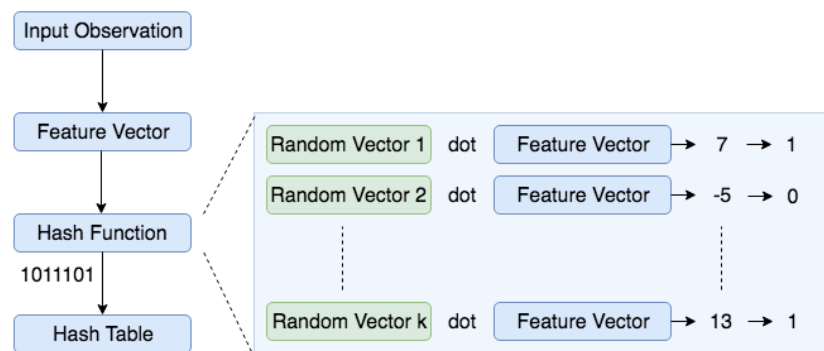 Input Observation
Feature Vector
Hash Function
1011101
Hash Table
Random Vector 1 dot Feature Vector 7 1
Random Vector 2 dot Feature Vector -5 0
Random Vector k dot Feature Vector 13 1